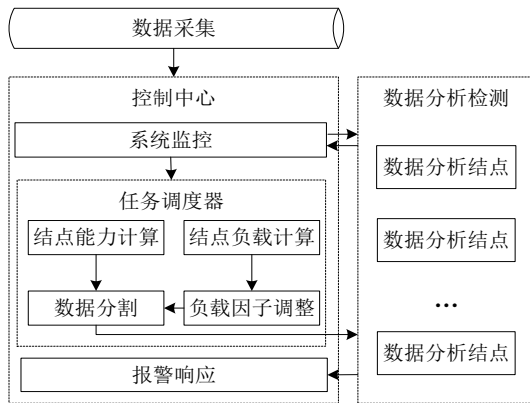 数据采集
控制中心
系统监控
任务调度器
结点能力计算
结点负载计算
数据分割
负载因子调整
报警响应
数据分析检测
数据分析结点
数据分析结点
...
数据分析结点